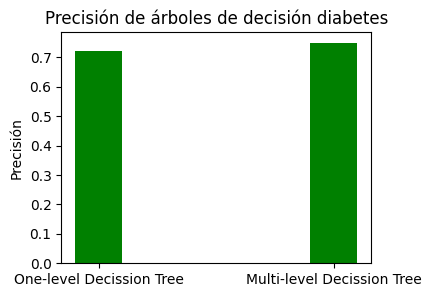 Precisión de árboles de decisión diabetes
0.7
0.6
0.5
0.4
0.3
0.2
0.1
0.0
Precisión
One-level Decission Tree
Multi-level Decission Tree